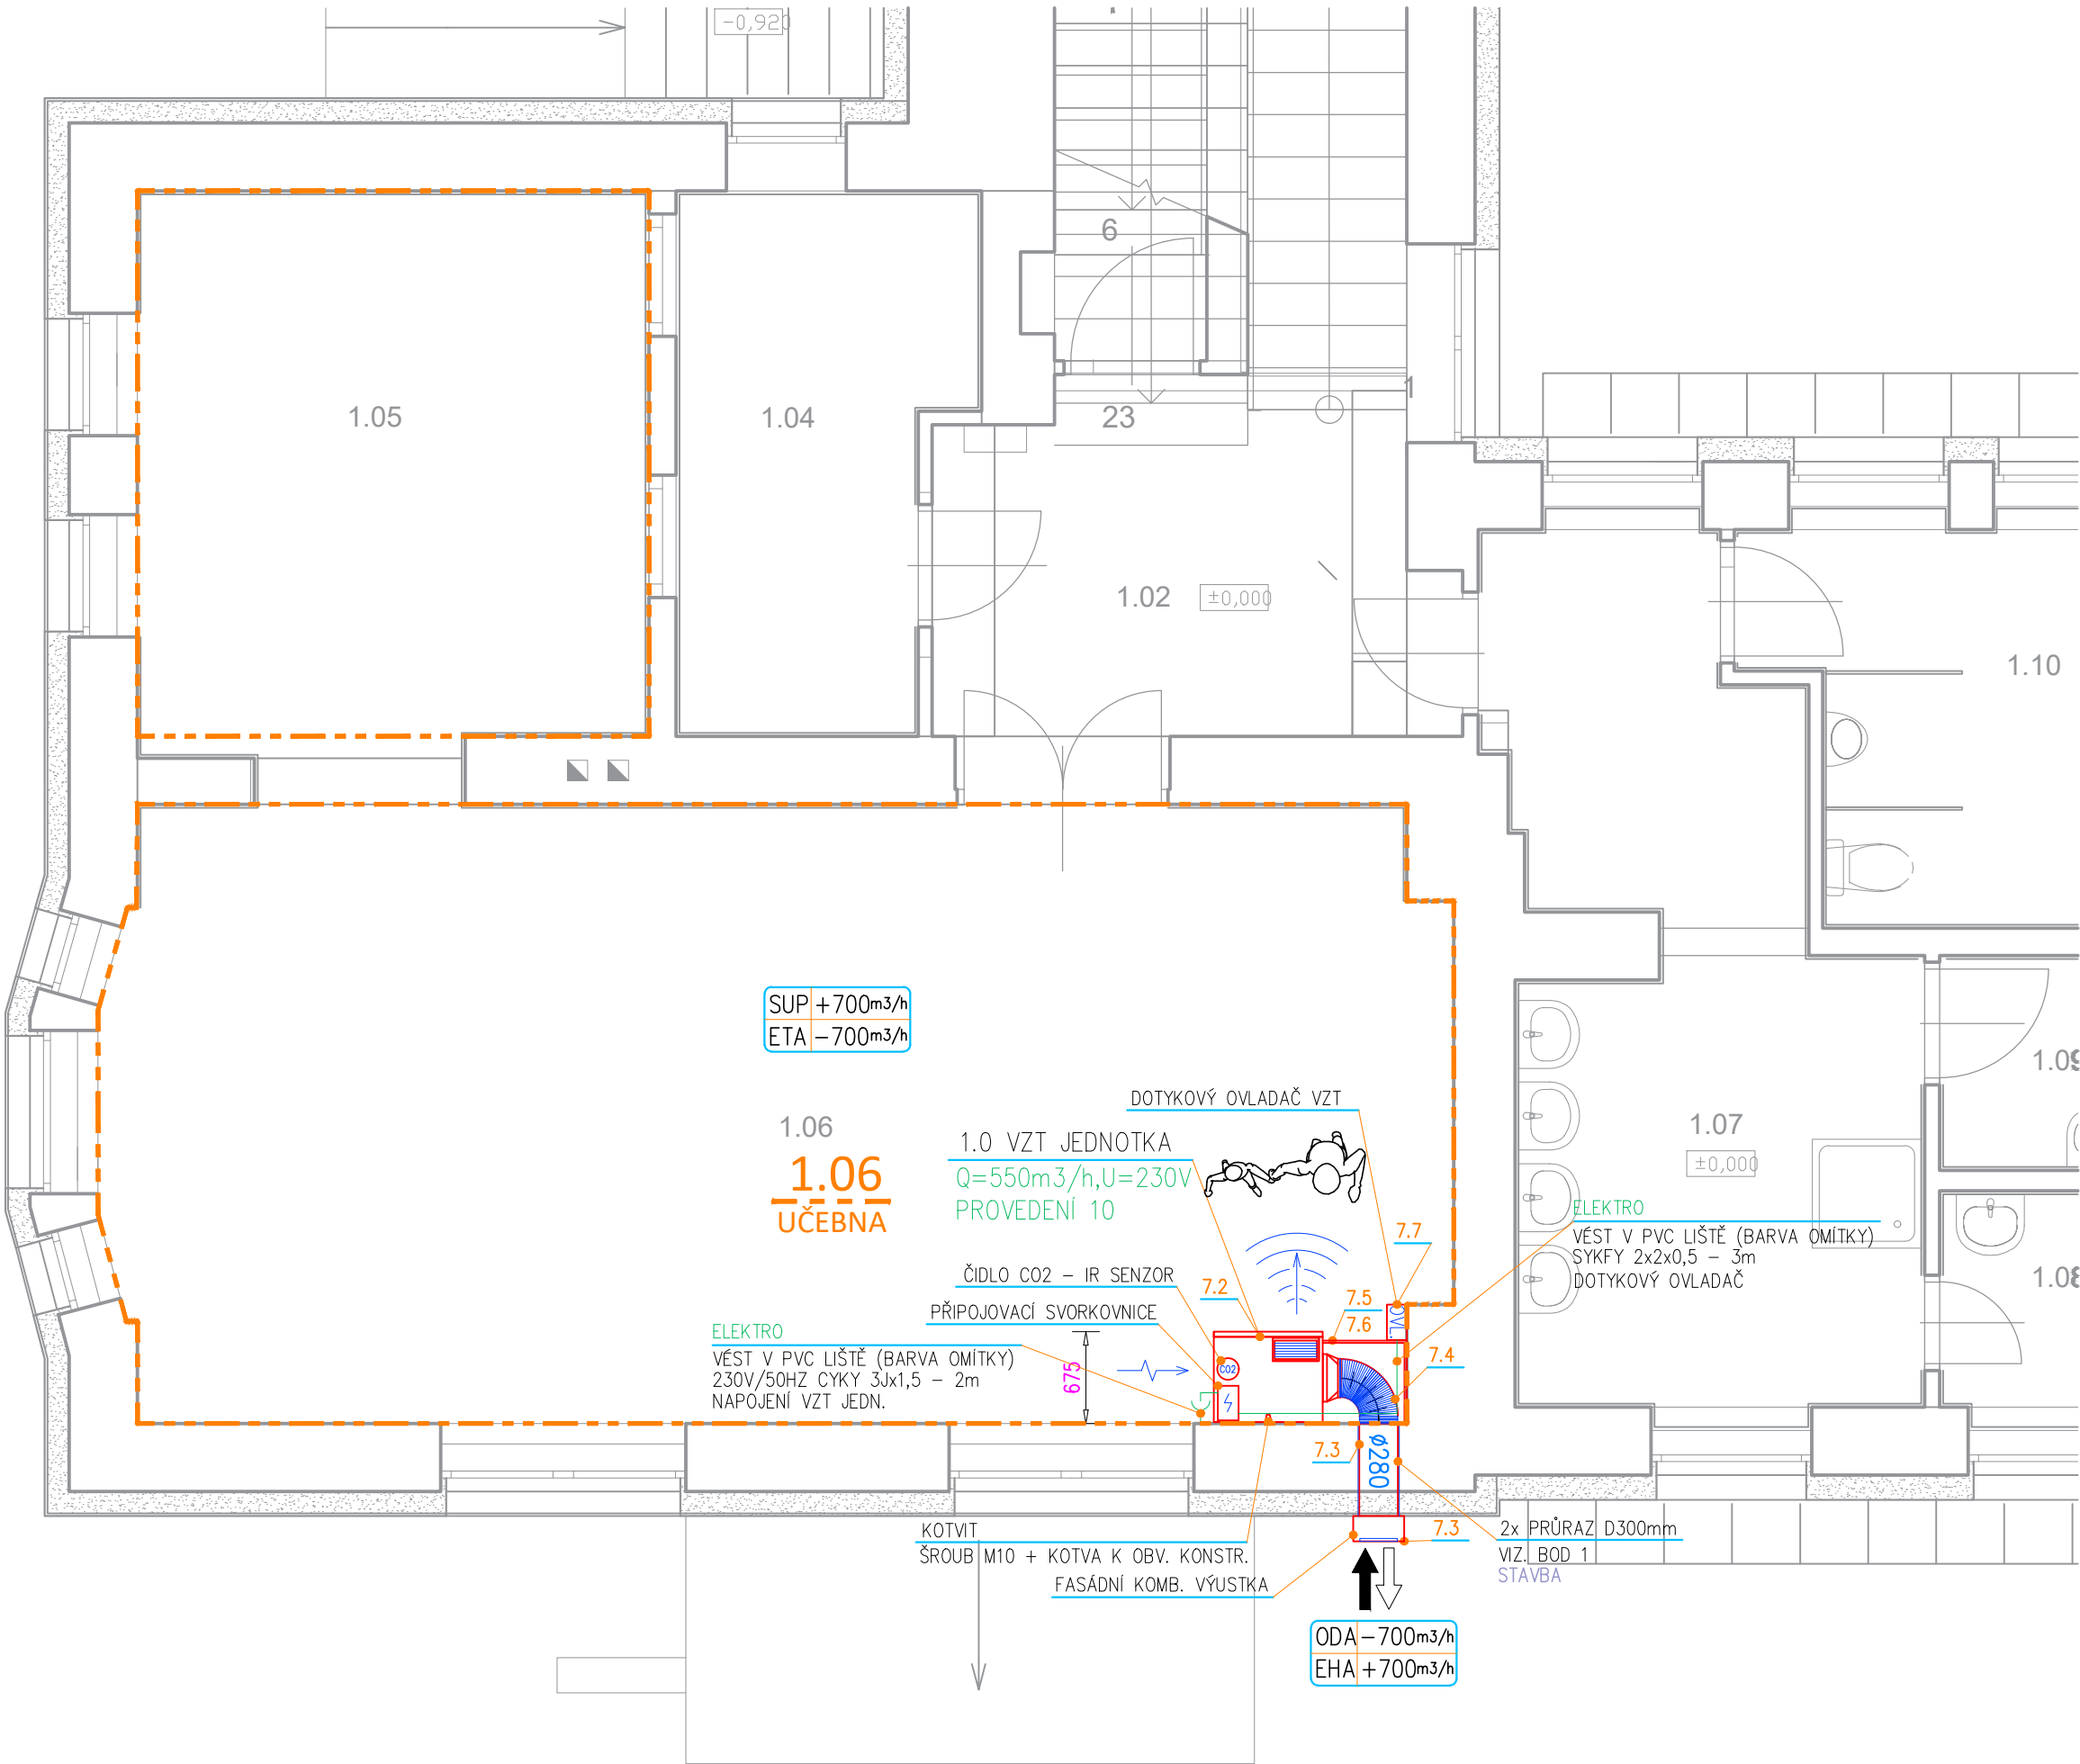 -0,920
6
1.05
1.04
23
1
1.02
±0,000
1.10
SUP +700m3/h
ETA -700m3/h
1.06
1.06
UČEBNA
DOTYKOVÝ OVLADAČ VZT
1.0 VZT JEDNOTKA
Q=550m3/h,U=230V
PROVEDENÍ 10
1.07
±0,000
1.09
1.08
ELEKTRO
VÉST V PVC LIŠTĚ (BARVA OMÍTKY)
SYKFY 2x2x0,5 – 3m
DOTYKOVÝ OVLADAČ
7.7
ČIDLO CO2 – IR SENZOR
7.2
7.5
7.6
OVL.
PŘIPOJOVACÍ SVORKOVNICE
ELEKTRO
VÉST V PVC LIŠTĚ (BARVA OMÍTKY)
230V/50HZ CYKY 3Jx1,5 – 2m
NAPOJENÍ VZT JEDN.
675
CO2
7.4
7.3
Ø280
KOTVIT
ŠROUB M10 + KOTVA K OBV. KONSTR.
FASÁDNÍ KOMB. VÝUSTKA
7.3
2x PRŮRAZ D300mm
VIZ. BOD 1
STAVBA
ODA -700m3/h
EHA +700m3/h